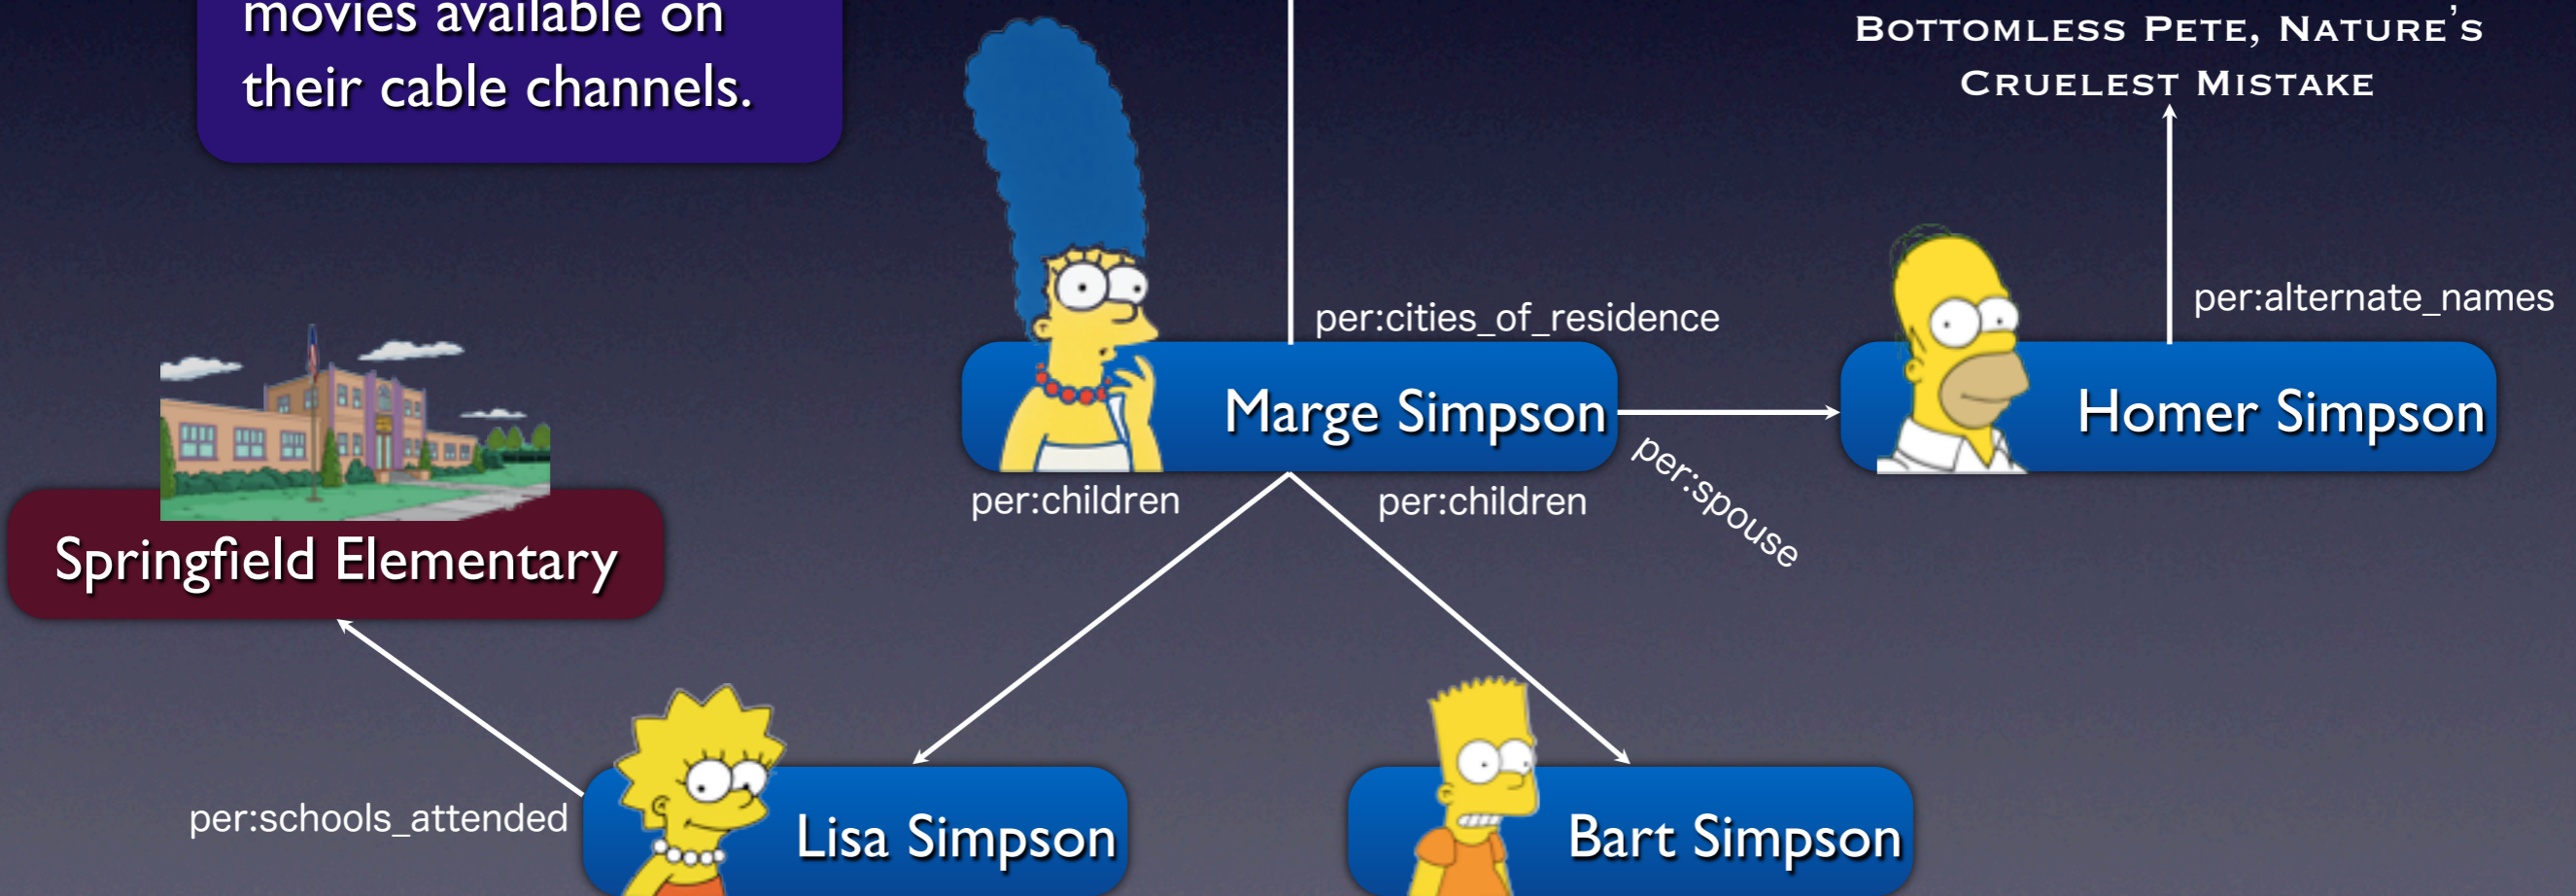 movies available on
their cable channels.
BOTTOMLESS PETE, NATURE'S
CRUELEST MISTAKE
per:cities_of_residence
per:alternate_names
Marge Simpson
Homer Simpson
per:children
per:children
per:spouse
Springfield Elementary
per:schools_attended
Lisa Simpson
Bart Simpson